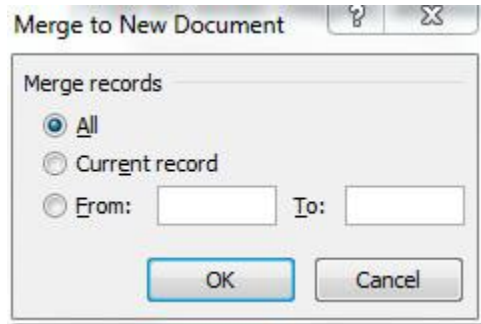 Merge to New Document ?
Merge records
All
Current record
From: To:
OK Cancel